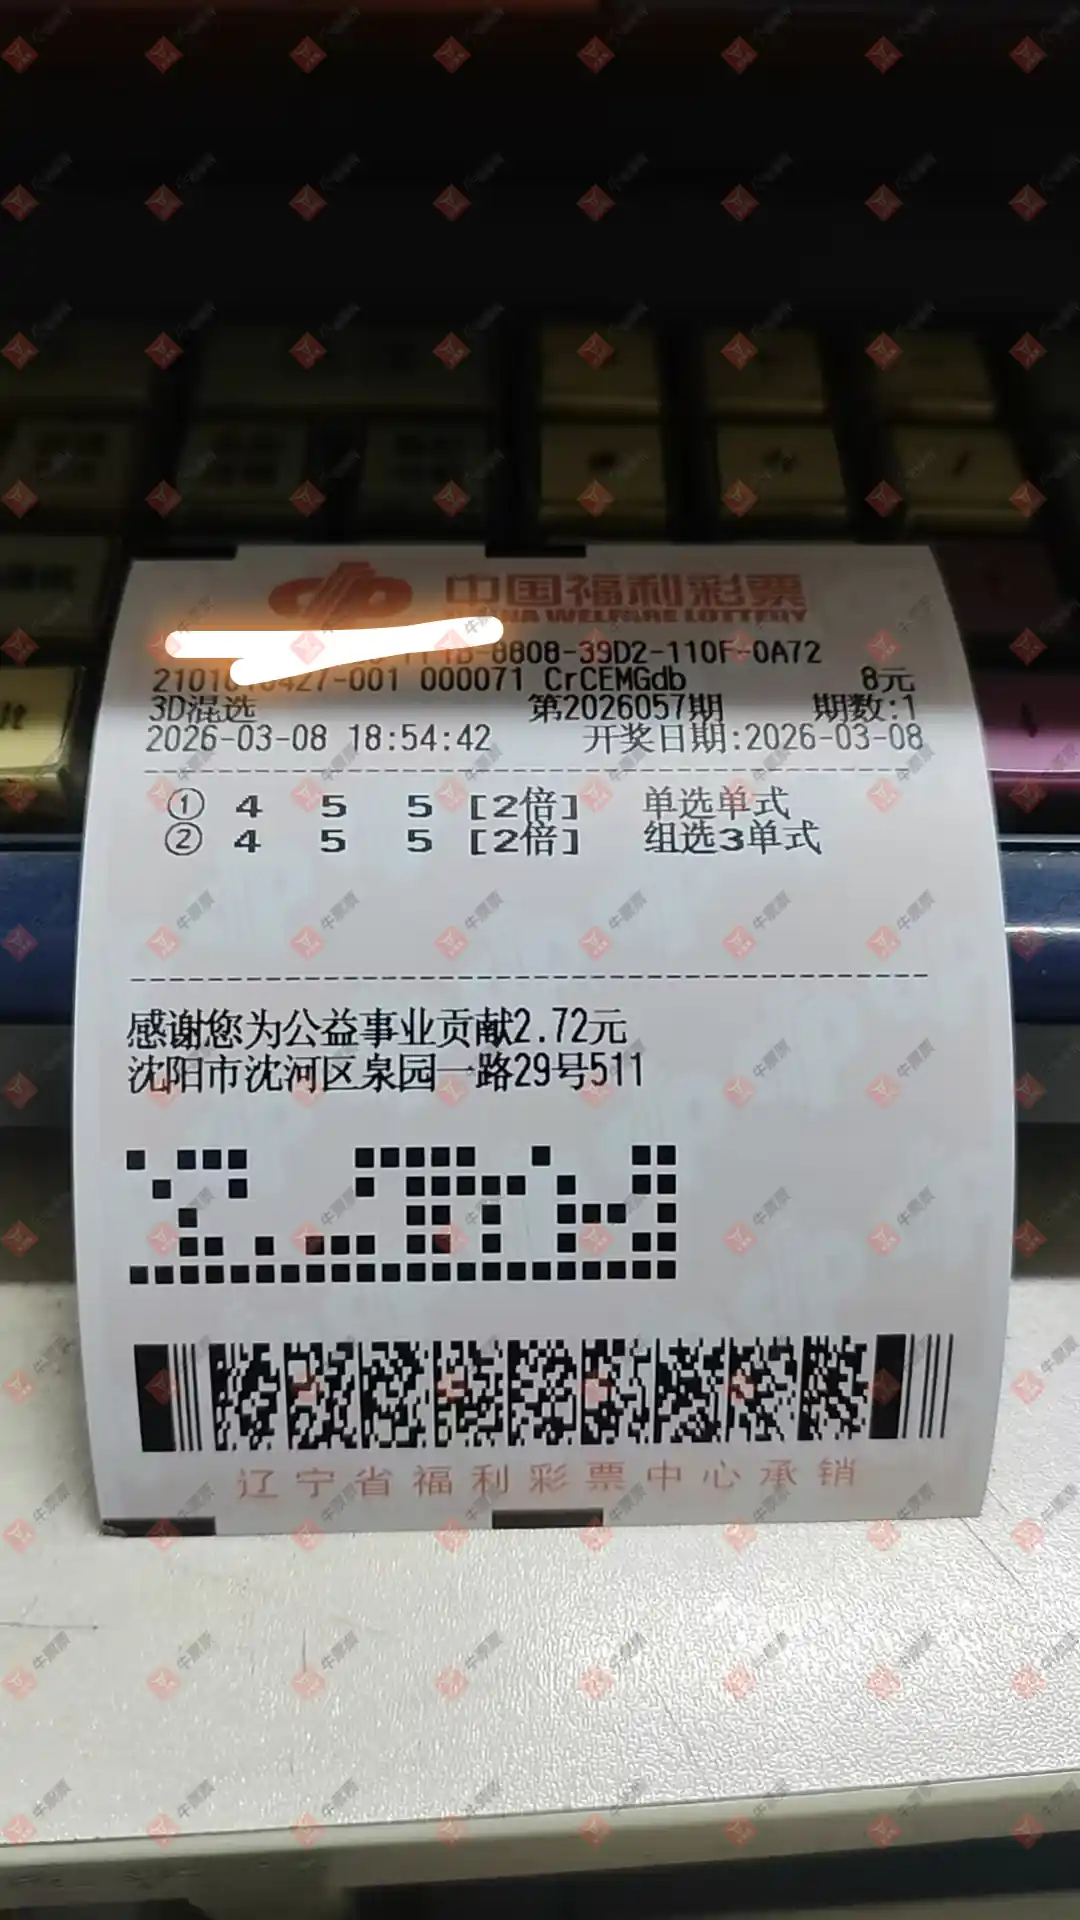 中国福利彩票
CHINA WELFARE LOTTERY
8808-39D2-110F-0A72
427-001 000071 CrCEMGdb 8元
3D混选 第2026057期 期数:1
2026-03-08 18:54:42 开奖日期:2026-03-08
① 4 5 5 [2倍] 单选单式
② 4 5 5 [2倍] 组选3单式
感谢您为公益事业贡献2.72元
沈阳市沈河区泉园一路29号511
辽宁省福利彩票中心承销
牛票票